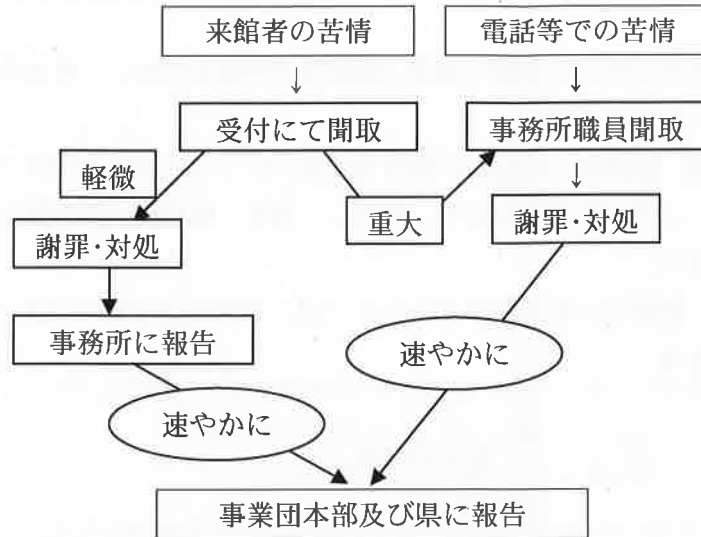 来館者の苦情
電話等での苦情
↓
↓
受付にて聞取
事務所職員聞取
軽微
重大
↓
謝罪・対処
謝罪・対処
事務所に報告
速やかに
速やかに
事業団本部及び県に報告